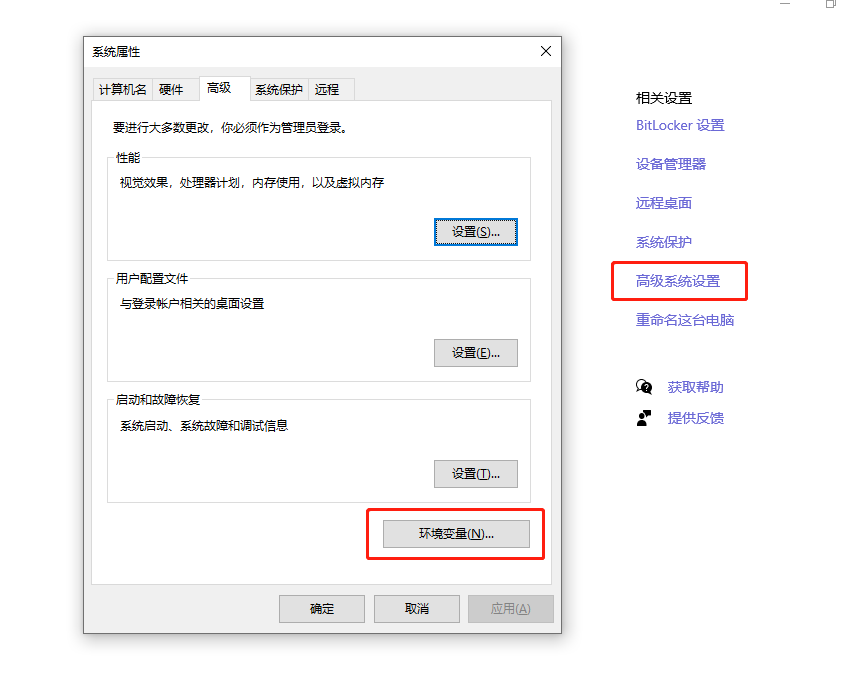 系统属性
计算机名 硬件 高级 系统保护 远程
要进行大多数更改，你必须作为管理员登录。
性能
视觉效果，处理器计划，内存使用，以及虚拟内存
设置(S)...
用户配置文件
与登录帐户相关的桌面设置
设置(E)...
启动和故障恢复
系统启动、系统故障和调试信息
设置(T)...
环境变量(N)...
确定 取消 应用(A)
相关设置
BitLocker 设置
设备管理器
远程桌面
系统保护
高级系统设置
重命名这台电脑
获取帮助
提供反馈